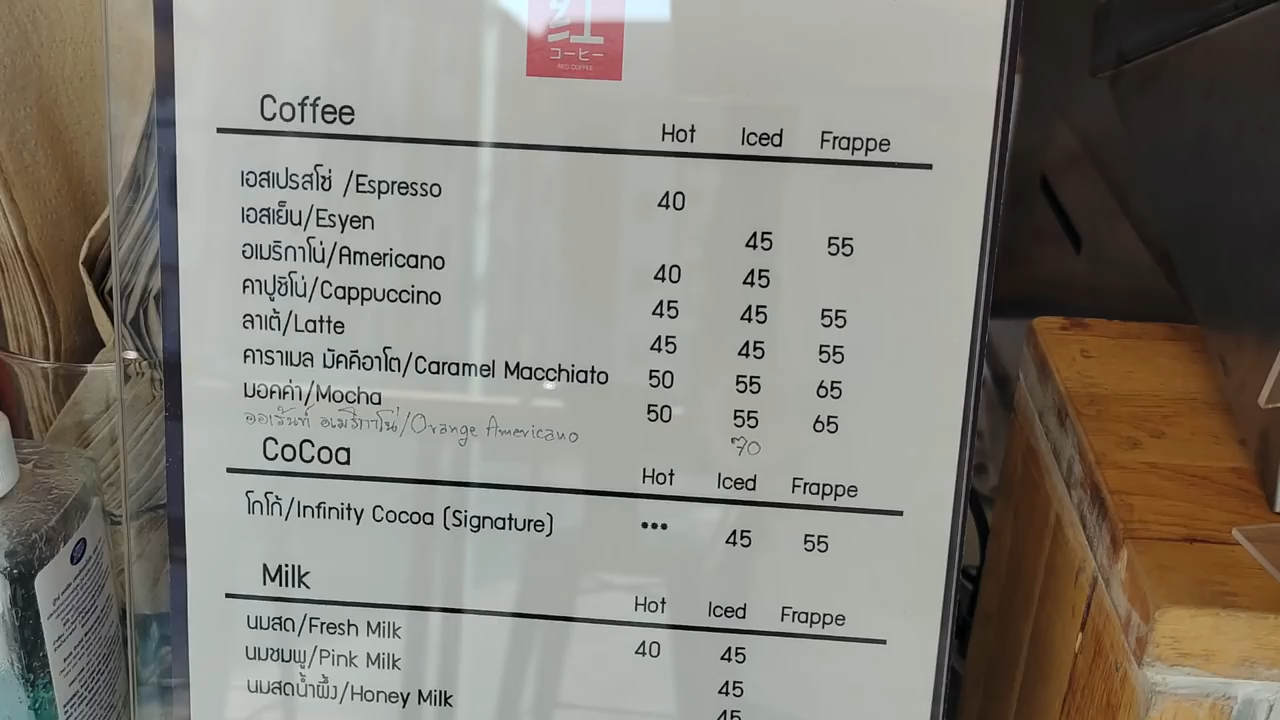 紅
コーヒー
RED COFFEE
Coffee Hot Iced Frappe
เอสเปรสโซ่ /Espresso 40
เอสเย็น/Esyen 45 55
อเมริกาโน่/Americano 40 45
คาปูชิโน่/Cappuccino 45 45 55
ลาเต้/Latte 45 45 55
คาราเมล มัคคีอาโต/Caramel Macchiato 50 55 65
มอคค่า/Mocha 50 55 65
ออเร้นท์ อเมริกาโน่/Orange Americano 70
CoCoa Hot Iced Frappe
โกโก้/Infinity Cocoa (Signature) *** 45 55
Milk Hot Iced Frappe
นมสด/Fresh Milk 40 45
นมชมพู/Pink Milk 45
นมสดน้ำผึ้ง/Honey Milk 45